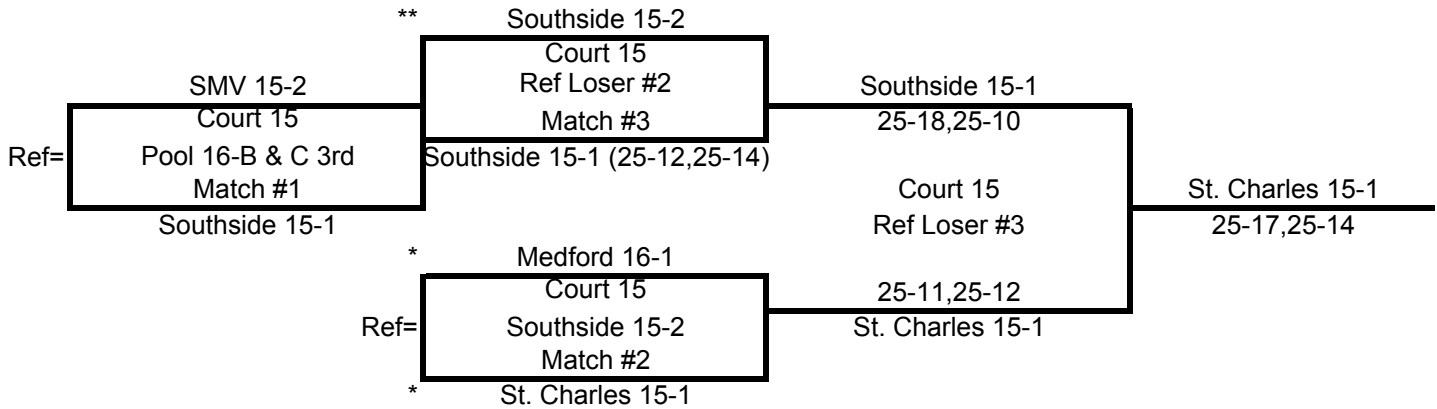 ** Southside 15-2
Court 15
Ref Loser #2
Match #3
SMV 15-2
Court 15
Ref= Pool 16-B & C 3rd
Match #1
Southside 15-1
Southside 15-1 (25-12,25-14)
Southside 15-1
25-18,25-10
Court 15
Ref Loser #3
St. Charles 15-1
25-17,25-14
* Medford 16-1
Court 15
Ref= Southside 15-2
Match #2
* St. Charles 15-1
25-11,25-12
St. Charles 15-1